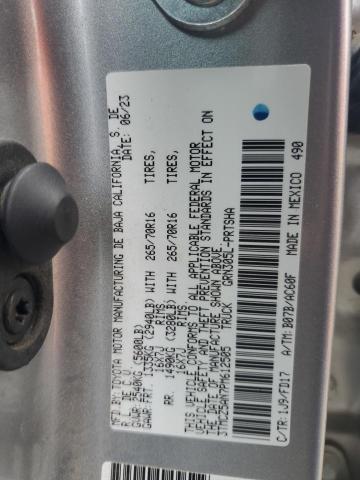 MFD BY: TOYOTA MOTOR MANUFACTURING DE BAJA CALIFORNIA, S. DE
R.L. DE C.V. DATE: 06/23
GVWR: 2540KG (5600LB)
GAWR: FRT. 1335KG (2940LB) WITH 265/70R16 TIRES,
16X7J RIMS,
RR. 1490KG (3280LB) WITH 265/70R16 TIRES,
16X7J RIMS
THIS VEHICLE CONFORMS TO ALL APPLICABLE FEDERAL MOTOR
VEHICLE SAFETY AND THEFT PREVENTION STANDARDS IN EFFECT ON
THE DATE OF MANUFACTURE SHOWN ABOVE.
TRUCK GRN305L-PRTSHA
C/TR: 1J9/FD17 A/TM: B07B/AC60F MADE IN MEXICO 490